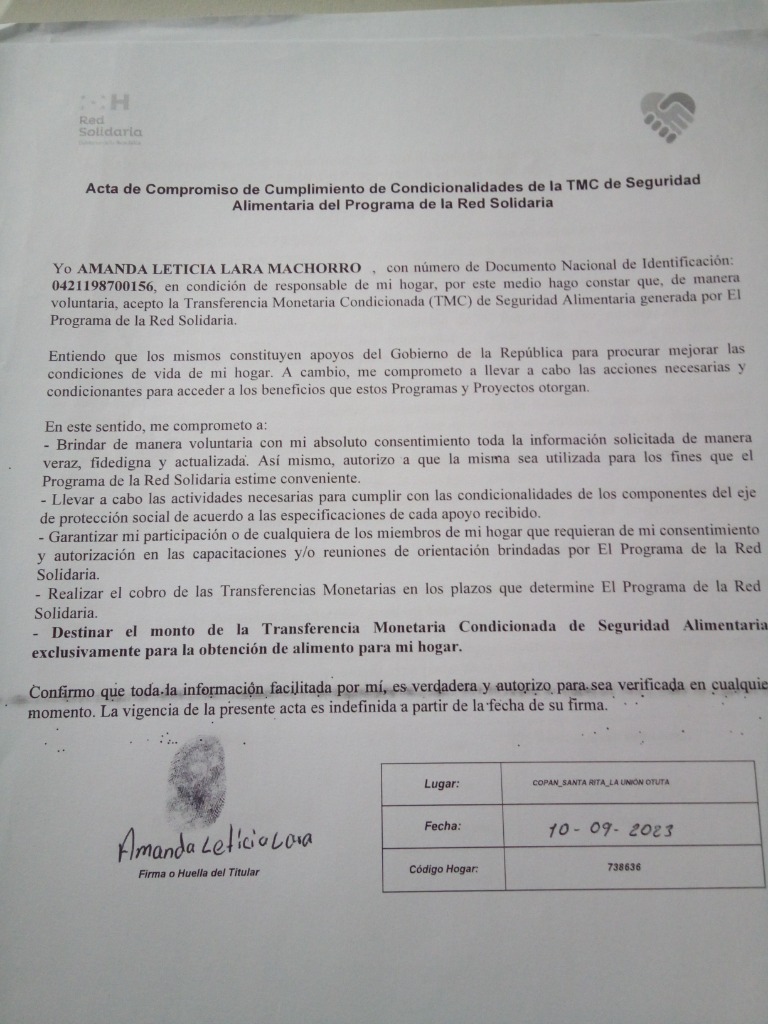 H
Red
Solidaria
Acta de Compromiso de Cumplimiento de Condicionalidades de la TMC de Seguridad
Alimentaria del Programa de la Red Solidaria
Yo AMANDA LETICIA LARA MACHORRO , con número de Documento Nacional de Identificación:
0421198700156, en condición de responsable de mi hogar, por este medio hago constar que, de manera
voluntaria, acepto la Transferencia Monetaria Condicionada (TMC) de Seguridad Alimentaria generada por El
Programa de la Red Solidaria.
Entiendo que los mismos constituyen apoyos del Gobierno de la República para procurar mejorar las
condiciones de vida de mi hogar. A cambio, me comprometo a llevar a cabo las acciones necesarias y
condicionantes para acceder a los beneficios que estos Programas y Proyectos otorgan.
En este sentido, me comprometo a:
- Brindar de manera voluntaria con mi absoluto consentimiento toda la información solicitada de manera
veraz, fidedigna y actualizada. Así mismo, autorizo a que la misma sea utilizada para los fines que el
Programa de la Red Solidaria estime conveniente.
- Llevar a cabo las actividades necesarias para cumplir con las condicionalidades de los componentes del eje
de protección social de acuerdo a las especificaciones de cada apoyo recibido.
- Garantizar mi participación o de cualquiera de los miembros de mi hogar que requieran de mi consentimiento
y autorización en las capacitaciones y/o reuniones de orientación brindadas por El Programa de la Red
Solidaria.
- Realizar el cobro de las Transferencias Monetarias en los plazos que determine El Programa de la Red
Solidaria.
- Destinar el monto de la Transferencia Monetaria Condicionada de Seguridad Alimentaria
exclusivamente para la obtención de alimento para mi hogar.
Confirmo que toda la información facilitada por mí, es verdadera y autorizo para sea verificada en cualquie
momento. La vigencia de la presente acta es indefinida a partir de la fecha de su firma.
Amanda Leticia Lara
Firma o Huella del Titular
Lugar: COPAN_SANTA RITA_LA UNIÓN OTUTA
Fecha: 10-09-2023
Código Hogar: 738636